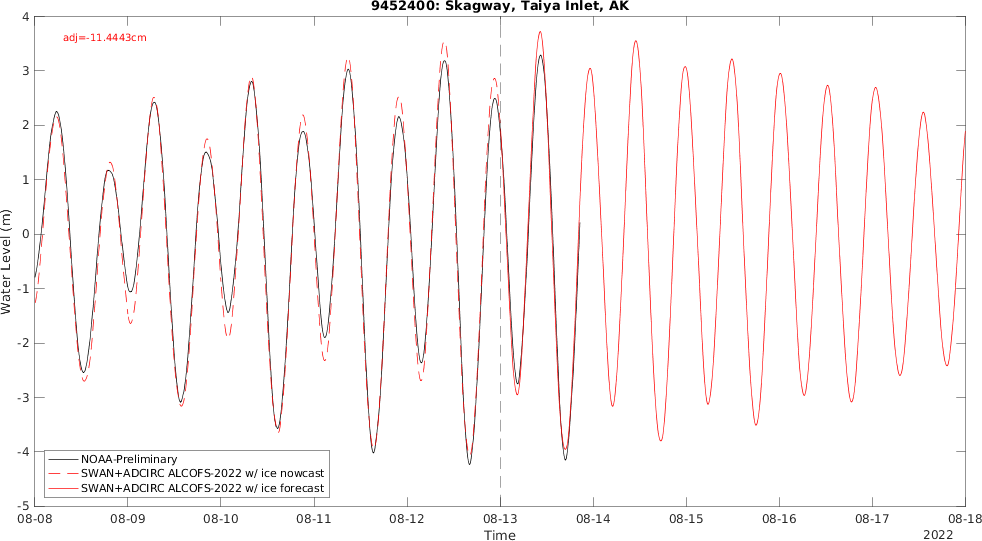 9452400: Skagway, Taiya Inlet, AK
adj=-11.4443cm
4
3
2
1
0
-1
-2
-3
-4
-5
Water Level (m)
NOAA-Preliminary
SWAN+ADCIRC ALCOFS-2022 w/ ice nowcast
SWAN+ADCIRC ALCOFS-2022 w/ ice forecast
08-08 08-09 08-10 08-11 08-12 08-13 08-14 08-15 08-16 08-17 08-18
Time
2022